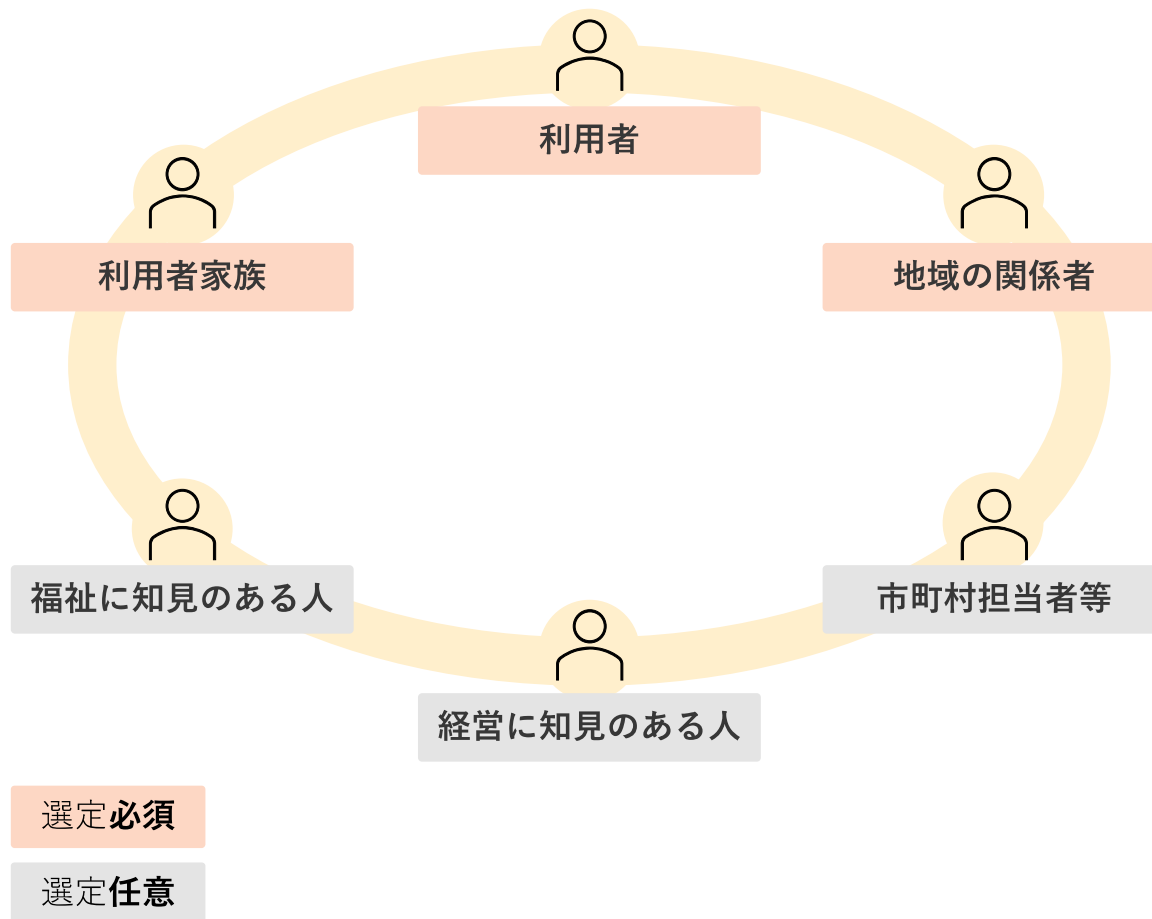 利用者
利用者家族
地域の関係者
福祉に知見のある人
市町村担当者等
経営に知見のある人
選定必須
選定任意